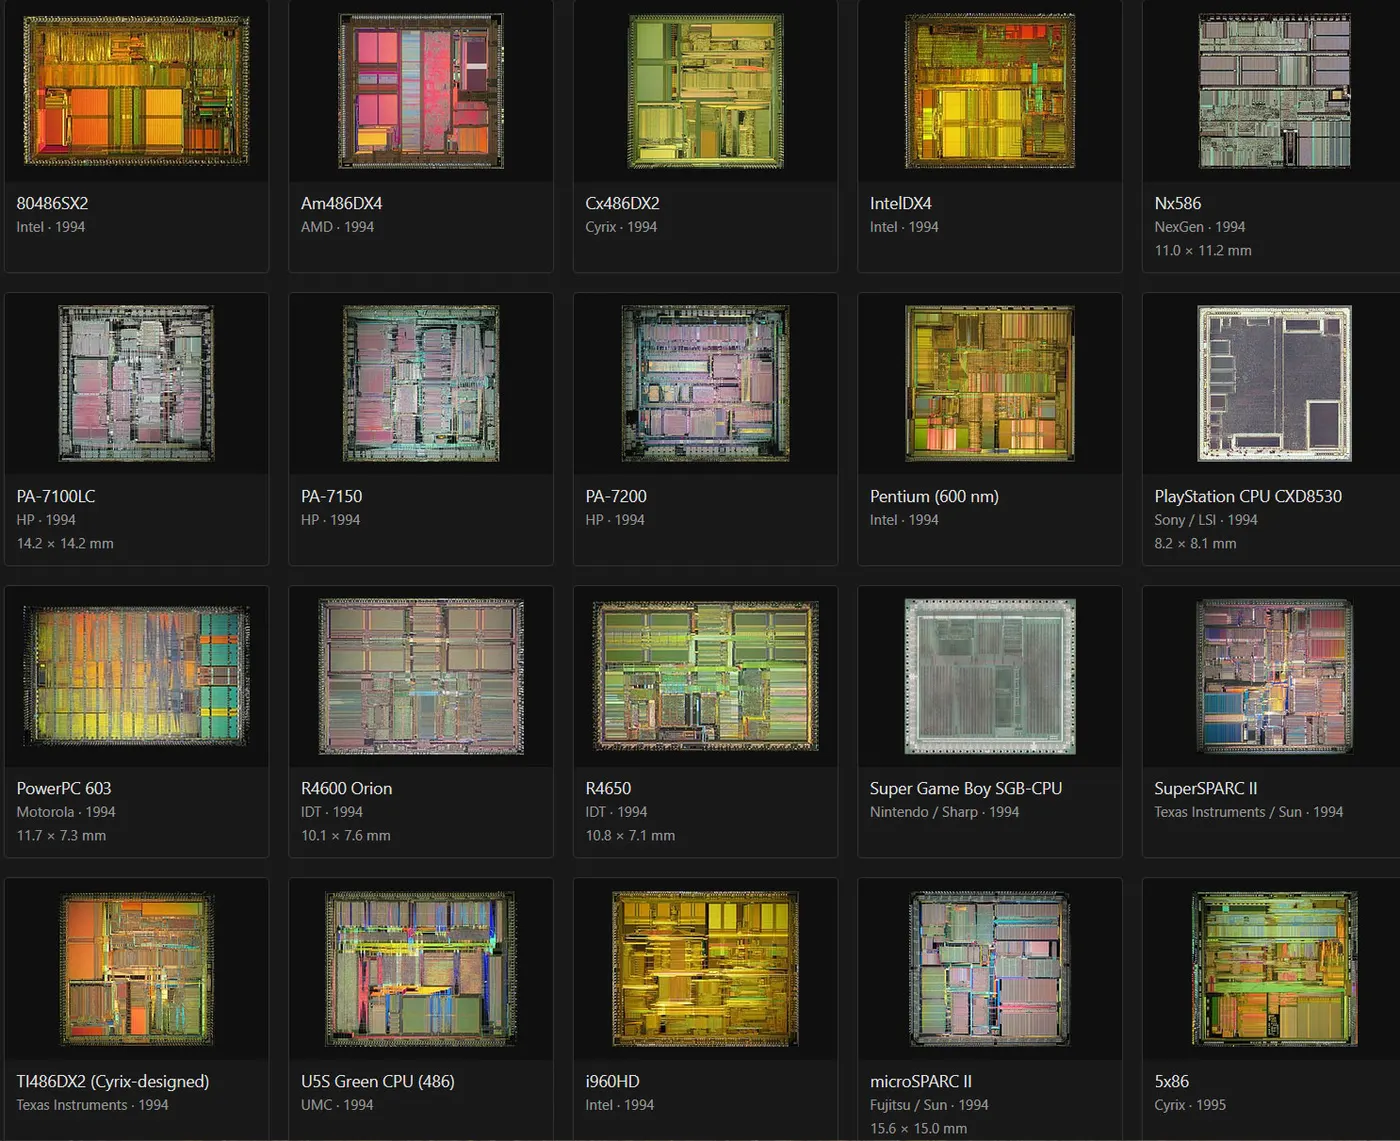 80486SX2
Intel · 1994
Am486DX4
AMD · 1994
Cx486DX2
Cyrix · 1994
IntelDX4
Intel · 1994
Nx586
NexGen · 1994
11.0 × 11.2 mm
PA-7100LC
HP · 1994
14.2 × 14.2 mm
PA-7150
HP · 1994
PA-7200
HP · 1994
Pentium (600 nm)
Intel · 1994
PlayStation CPU CXD8530
Sony / LSI · 1994
8.2 × 8.1 mm
PowerPC 603
Motorola · 1994
11.7 × 7.3 mm
R4600 Orion
IDT · 1994
10.1 × 7.6 mm
R4650
IDT · 1994
10.8 × 7.1 mm
Super Game Boy SGB-CPU
Nintendo / Sharp · 1994
SuperSPARC II
Texas Instruments / Sun · 1994
TI486DX2 (Cyrix-designed)
Texas Instruments · 1994
U5S Green CPU (486)
UMC · 1994
i960HD
Intel · 1994
microSPARC II
Fujitsu / Sun · 1994
15.6 × 15.0 mm
5x86
Cyrix · 1995